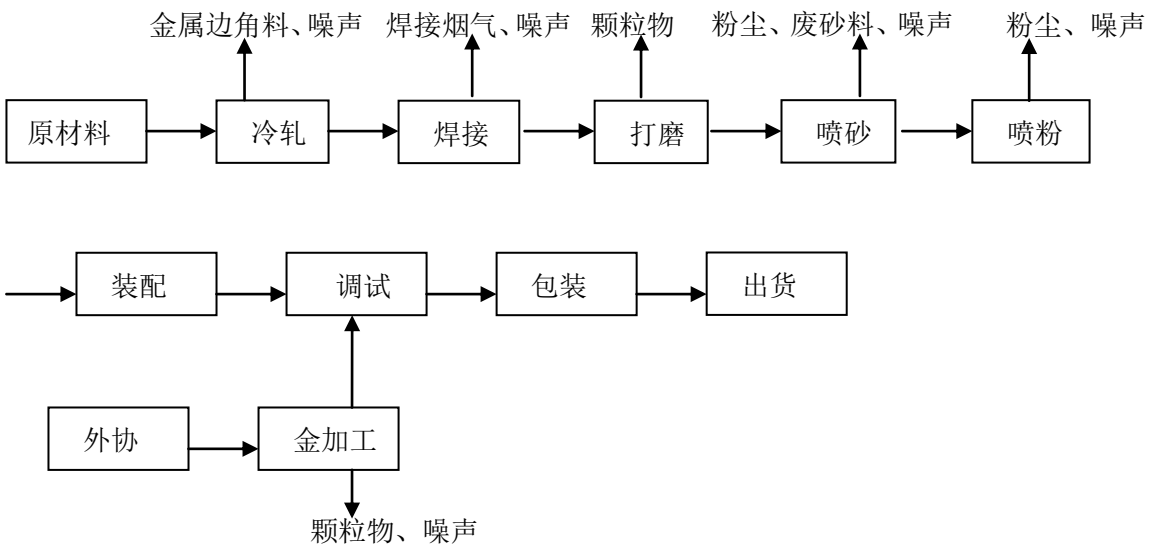 金属边角料、噪声 焊接烟气、噪声 颗粒物 粉尘、废砂料、噪声 粉尘、噪声
原材料 冷轧 焊接 打磨 喷砂 喷粉
装配 调试 包装 出货
外协 金加工
颗粒物、噪声